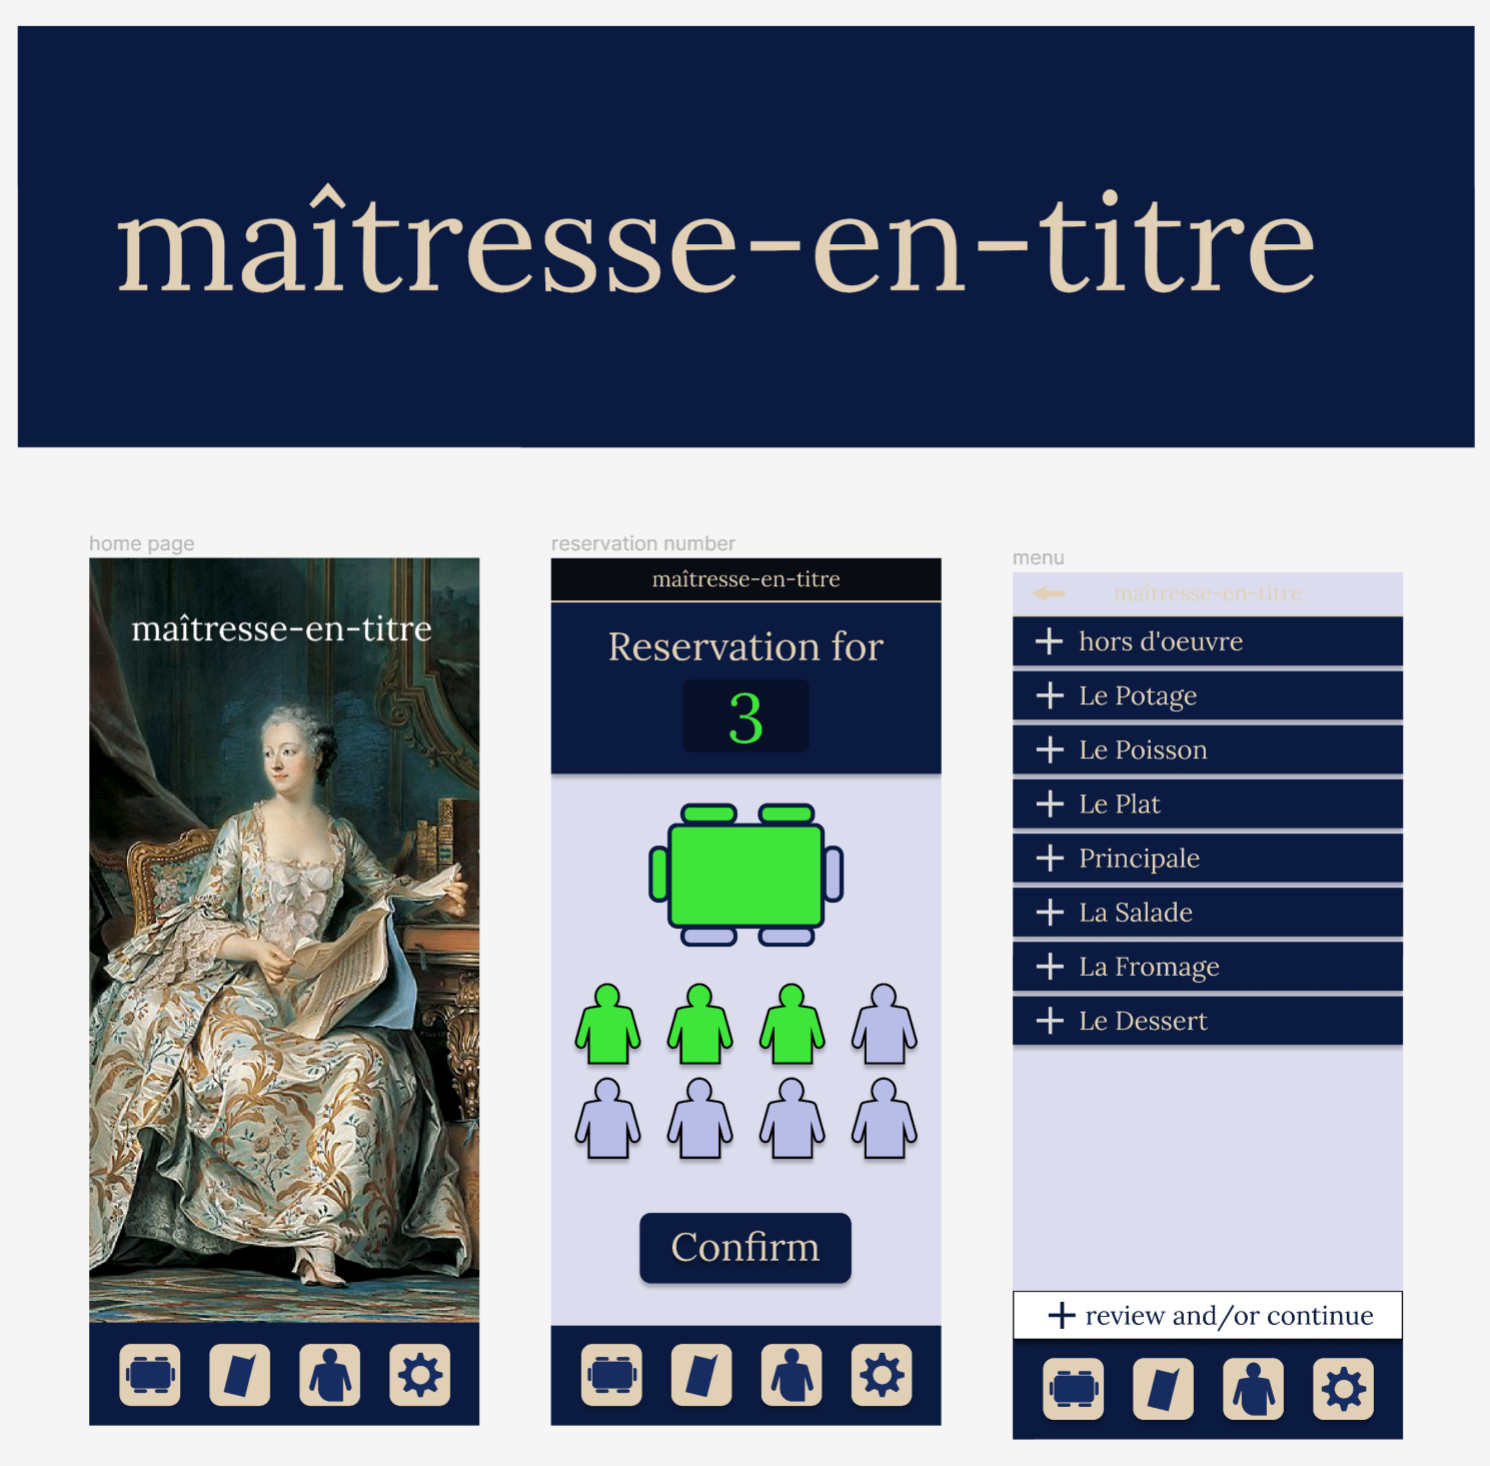 maîtresse-en-titre
home page
maîtresse-en-titre
reservation number
maîtresse-en-titre
Reservation for
3
Confirm
menu
maîtresse-en-titre
hors d'oeuvre
Le Potage
Le Poisson
Le Plat
Principale
La Salade
La Fromage
Le Dessert
review and/or continue